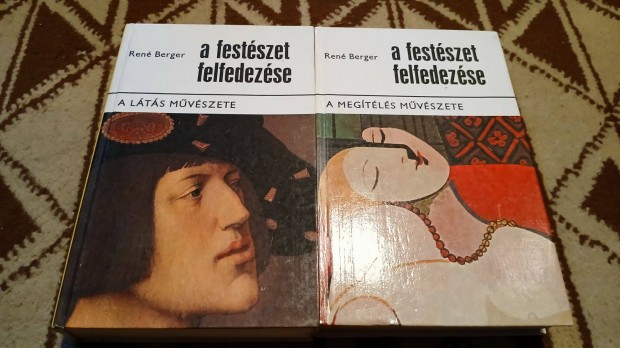 René Berger
a festészet
felfedezése
A LÁTÁS MŰVÉSZETE
René Berger
a festészet
felfedezése
A MEGÍTÉLÉS MŰVÉSZETE